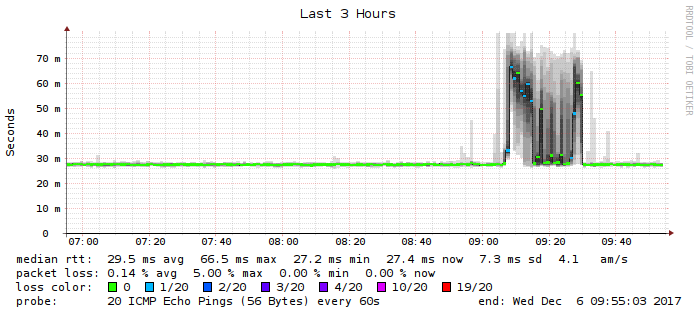 Last 3 Hours
RRDTOOL / TOBI OETIKER
Seconds
70 m
60 m
50 m
40 m
30 m
20 m
10 m
0
07:00 07:20 07:40 08:00 08:20 08:40 09:00 09:20 09:40
median rtt: 29.5 ms avg 66.5 ms max 27.2 ms min 27.4 ms now 7.3 ms sd 4.1 am/s
packet loss: 0.14 % avg 5.00 % max 0.00 % min 0.00 % now
loss color: 0 1/20 2/20 3/20 4/20 10/20 19/20
probe: 20 ICMP Echo Pings (56 Bytes) every 60s end: Wed Dec 6 09:55:03 2017